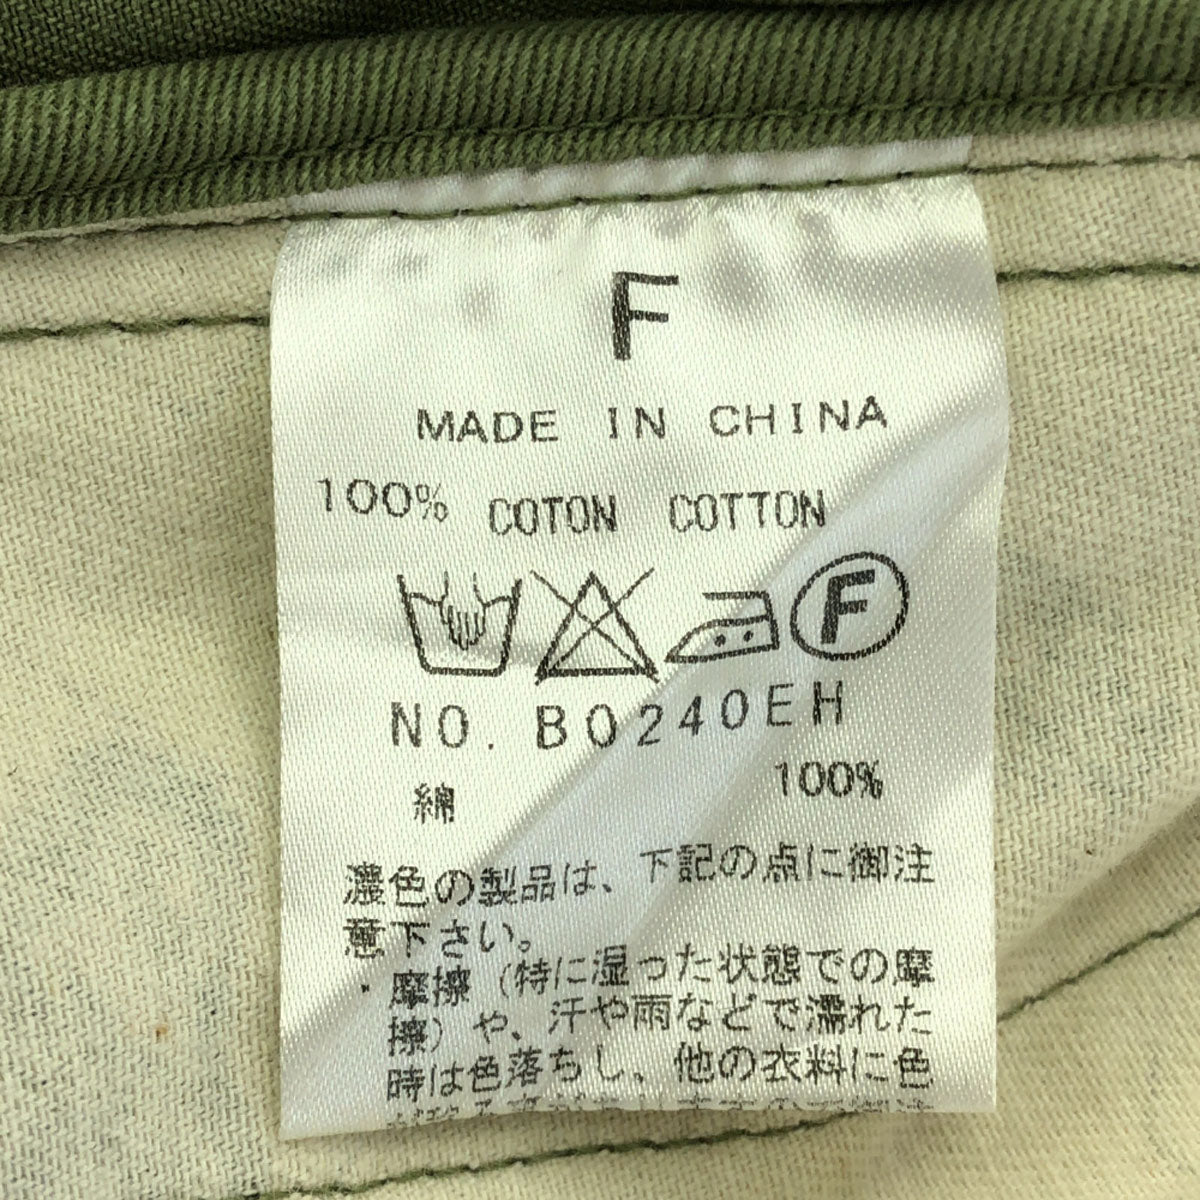 F
MADE IN CHINA
100% COTON COTTON
F
NO. B0240EH
綿 100%
濃色の製品は、下記の点に御注
意下さい。
・摩擦(特に湿った状態での摩
擦)や、汗や雨などで濡れた
時は色落ちし、他の衣料に色